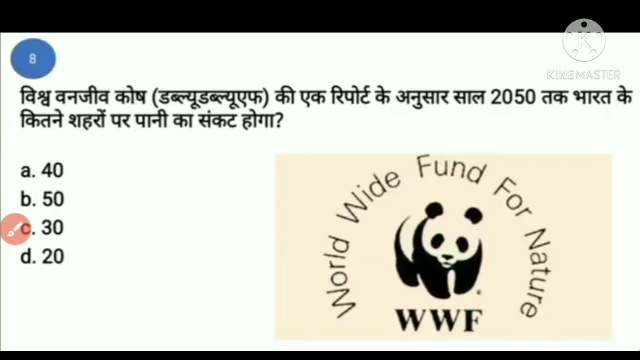 8
KINEMASTER
विश्व वनजीव कोष (डब्ल्यूडब्ल्यूएफ) की एक रिपोर्ट के अनुसार साल 2050 तक भारत के
कितने शहरों पर पानी का संकट होगा?
a. 40
b. 50
c. 30
d. 20
World Wide Fund For Nature
WWF